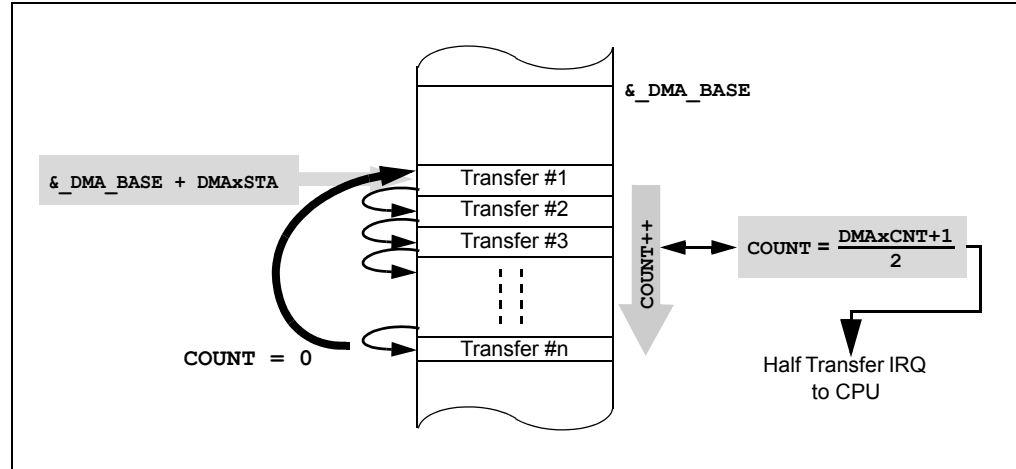 &_DMA_BASE
&_DMA_BASE + DMAxSTA
Transfer #1
Transfer #2
Transfer #3
Transfer #n
COUNT = 0
COUNT++
COUNT = DMAxCNT+1
2
Half Transfer IRQ
to CPU